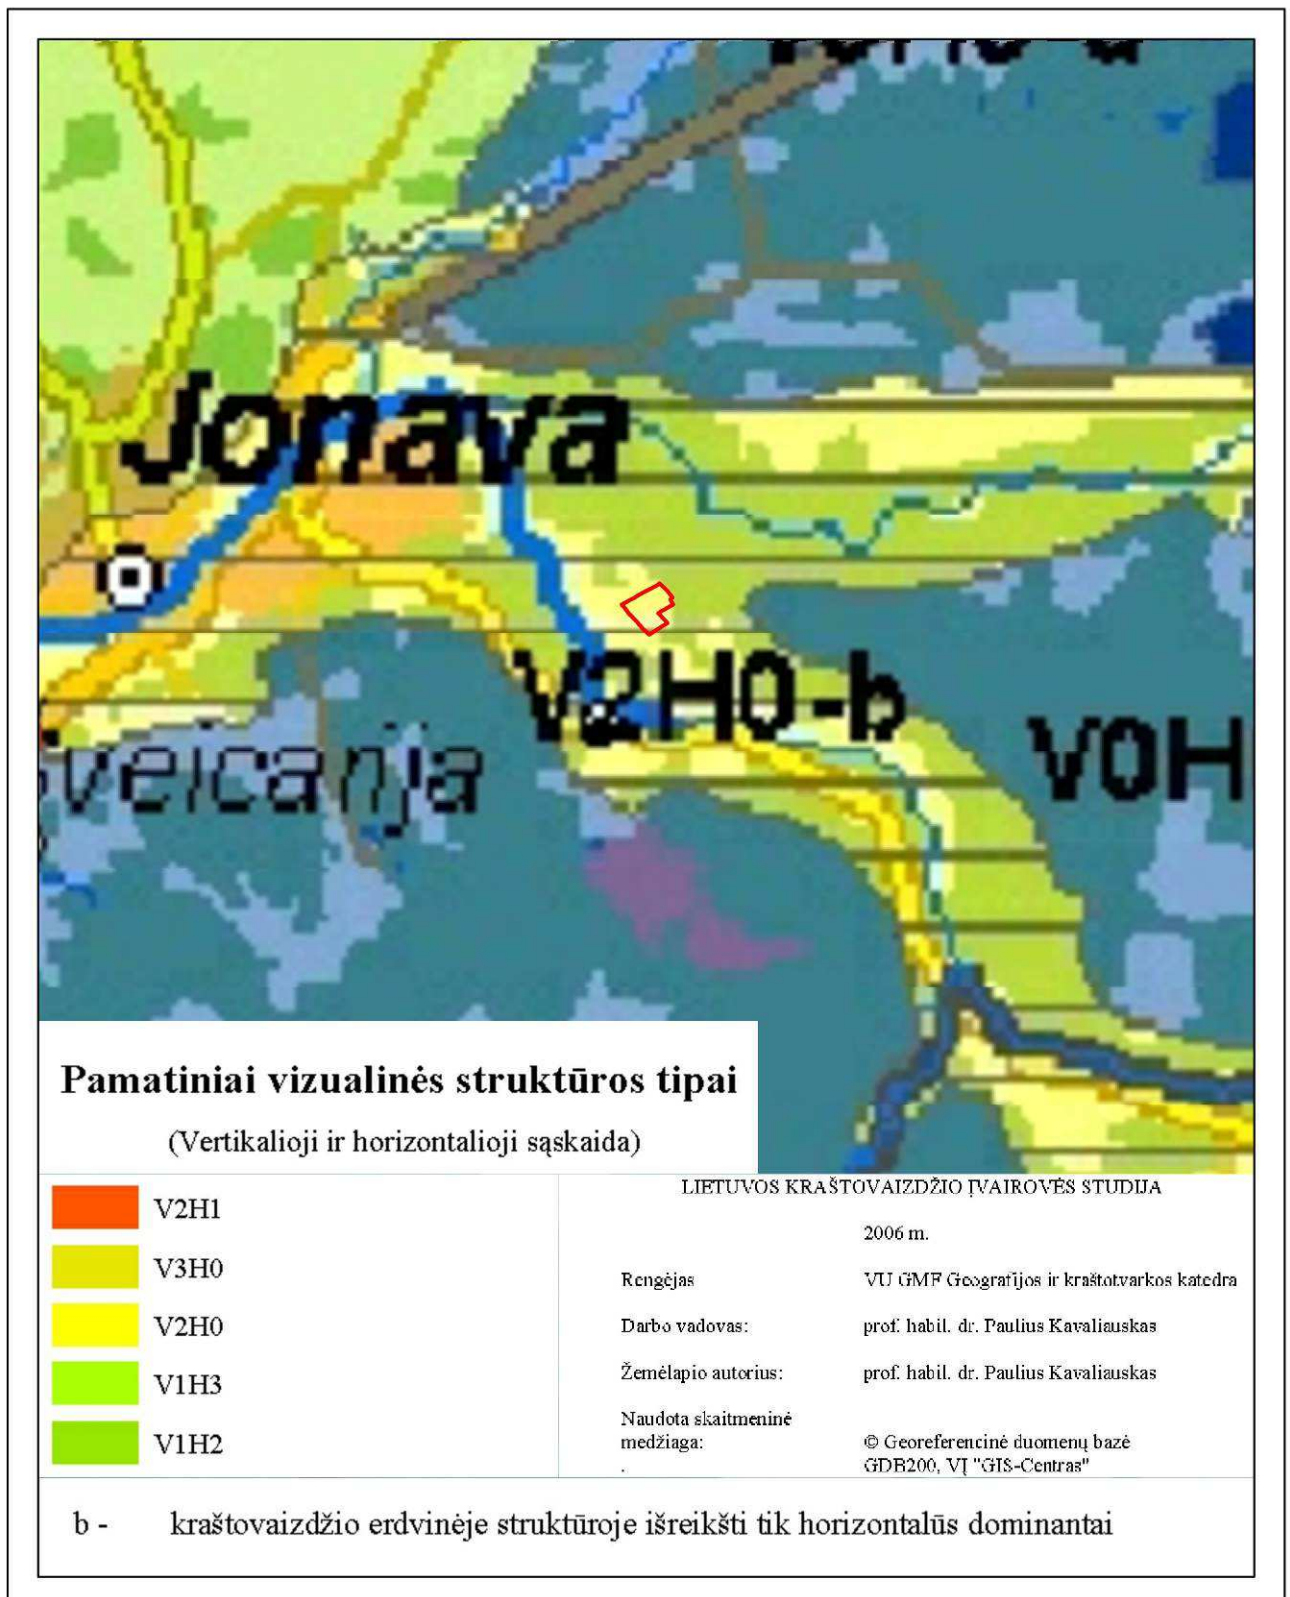 Jonava
V2H0-b
V0H
Pamatiniai vizualinės struktūros tipai
(Vertikalioji ir horizontalioji sąskaida)
V2H1
V3H0
V2H0
V1H3
V1H2
LIETUVOS KRAŠTOVAIZDŽIO ĮVAIROVĖS STUDIJA
2006 m.
Rengėjas VU GMF Geografijos ir kraštotvarkos katedra
Darbo vadovas: prof. habil. dr. Paulius Kavaliauskas
Žemėlapio autorius: prof. habil. dr. Paulius Kavaliauskas
Naudota skaitmeninė
medžiaga: © Georeferencinė duomenų bazė
. GDB200, VĮ "GIS-Centras"
b - kraštovaizdžio erdvinėje struktūroje išreikšti tik horizontalūs dominantai